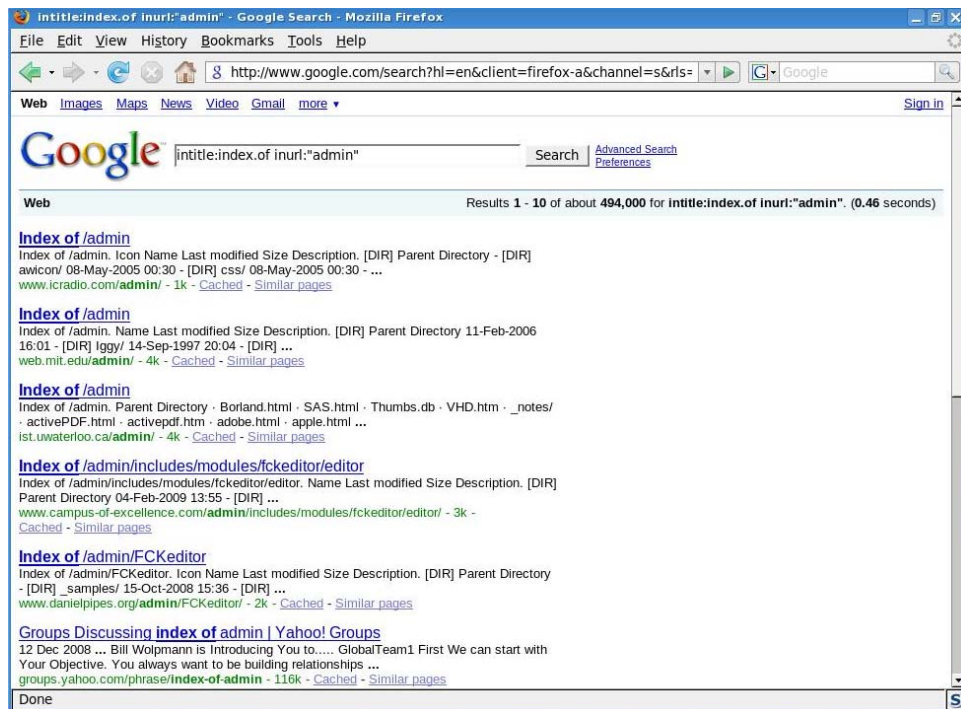 intitle:index.of inurl:"admin" - Google Search - Mozilla Firefox
File Edit View History Bookmarks Tools Help
http://www.google.com/search?hl=en&client=firefox-a&channel=s&rls= G Google
Web Images Maps News Video Gmail more ▼ Sign in
Google™ intitle:index.of inurl:"admin" Search Advanced Search
Preferences
Web Results 1 - 10 of about 494,000 for intitle:index.of inurl:"admin". (0.46 seconds)
Index of /admin
Index of /admin. Icon Name Last modified Size Description. [DIR] Parent Directory - [DIR]
awicon/ 08-May-2005 00:30 - [DIR] css/ 08-May-2005 00:30 - ...
www.icradio.com/admin/ - 1k - Cached - Similar pages
Index of /admin
Index of /admin. Name Last modified Size Description. [DIR] Parent Directory 11-Feb-2006
16:01 - [DIR] Iggy/ 14-Sep-1997 20:04 - [DIR] ...
web.mit.edu/admin/ - 4k - Cached - Similar pages
Index of /admin
Index of /admin. Parent Directory · Borland.html · SAS.html · Thumbs.db · VHD.htm · _notes/
· activePDF.html · activepdf.htm · adobe.html · apple.html ...
ist.uwaterloo.ca/admin/ - 4k - Cached - Similar pages
Index of /admin/includes/modules/fckeditor/editor
Index of /admin/includes/modules/fckeditor/editor. Name Last modified Size Description. [DIR]
Parent Directory 04-Feb-2009 13:55 - [DIR] ...
www.campus-of-excellence.com/admin/includes/modules/fckeditor/editor/ - 3k -
Cached - Similar pages
Index of /admin/FCKeditor
Index of /admin/FCKeditor. Icon Name Last modified Size Description. [DIR] Parent Directory
- [DIR] _samples/ 15-Oct-2008 15:36 - [DIR] ...
www.danielpipes.org/admin/FCKeditor/ - 2k - Cached - Similar pages
Groups Discussing index of admin | Yahoo! Groups
12 Dec 2008 ... Bill Wolpmann is Introducing You to..... GlobalTeam1 First We can start with
Your Objective. You always want to be building relationships ...
groups.yahoo.com/phrase/index-of-admin - 116k - Cached - Similar pages
Done S